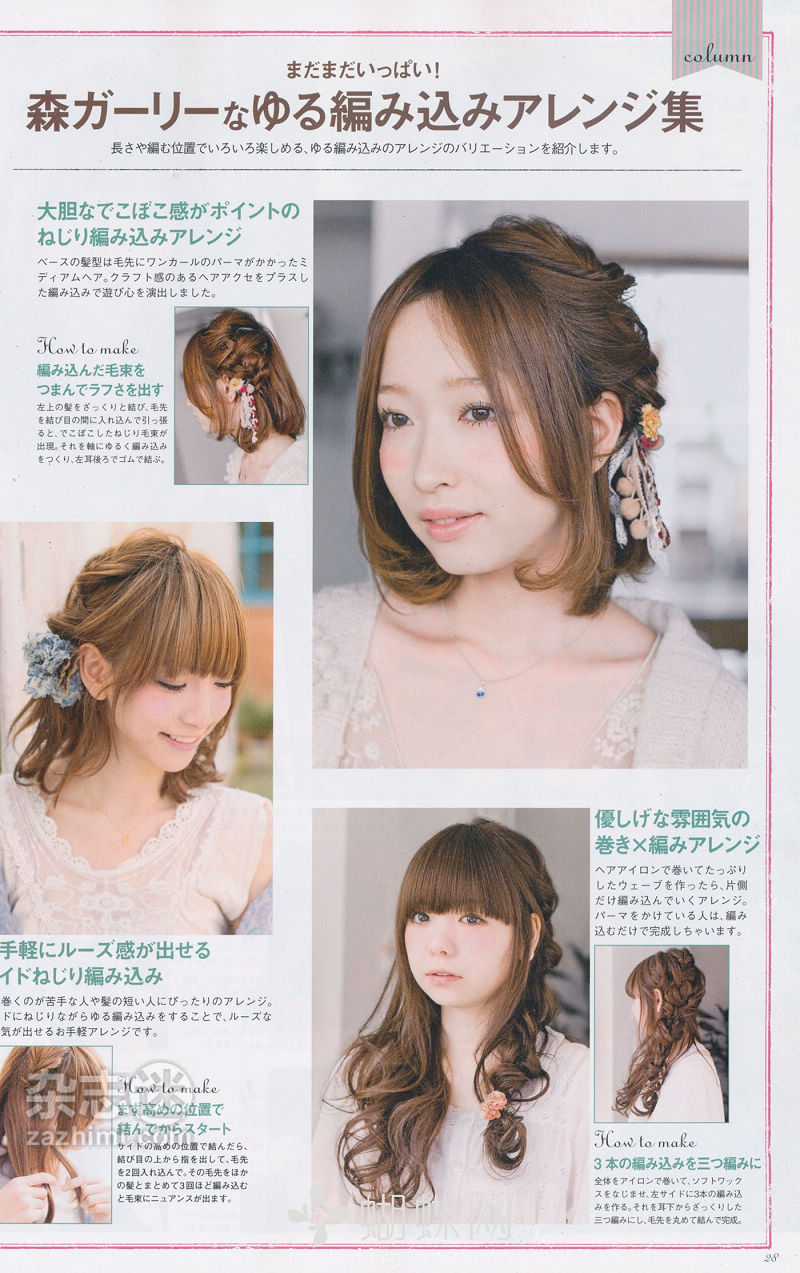 column
まだまだいっぱい！
森ガーリーなゆる編み込みアレンジ集
長さや編む位置でいろいろ楽しめる、ゆる編み込みのアレンジのバリエーションを紹介します。
大胆なでこぼこ感がポイントの
ねじり編み込みアレンジ
ベースの髪型は毛先にワンカールのパーマがかかったミ
ディアムヘア。クラフト感のあるヘアアクセをプラスし
た編み込みで遊び心を演出しました。
How to make
編み込んだ毛束を
つまんでラフさを出す
左上の髪をざっくりと結び、毛先
を結び目の間に入れ込んで引っ張
ると、でこぼこしたねじり毛束が
出現。それを軸にゆるく編み込み
をつくり、左耳後ろでゴムで結ぶ。
手軽にルーズ感が出せる
イドねじり編み込み
巻くのが苦手な人や髪の短い人にぴったりのアレンジ。
ドにねじりながらゆる編み込みをすることで、ルーズな
気が出せるお手軽アレンジです。
How to make
まず高めの位置で
結んでからスタート
サイドの高めの位置で結んだら、
結び目の上から指を出して、毛先
を2回入れ込んで。その毛先をほか
の髪とまとめて3回ほど編み込む
と毛束にニュアンスが出ます。
優しげな雰囲気の
巻き×編みアレンジ
ヘアアイロンで巻いてたっぷり
したウェーブを作ったら、片側
だけ編み込んでいくアレンジ。
パーマをかけている人は、編み
込むだけで完成しちゃいます。
How to make
3本の編み込みを三つ編みに
全体をアイロンで巻いて、ソフトワック
スをなじませ、左サイドに3本の編み込
みを作る。それを耳下からざっくりした
三つ編みにし、毛先を丸めて結んで完成。
杂志迷
zazhimi.com
蝴蝶网
28